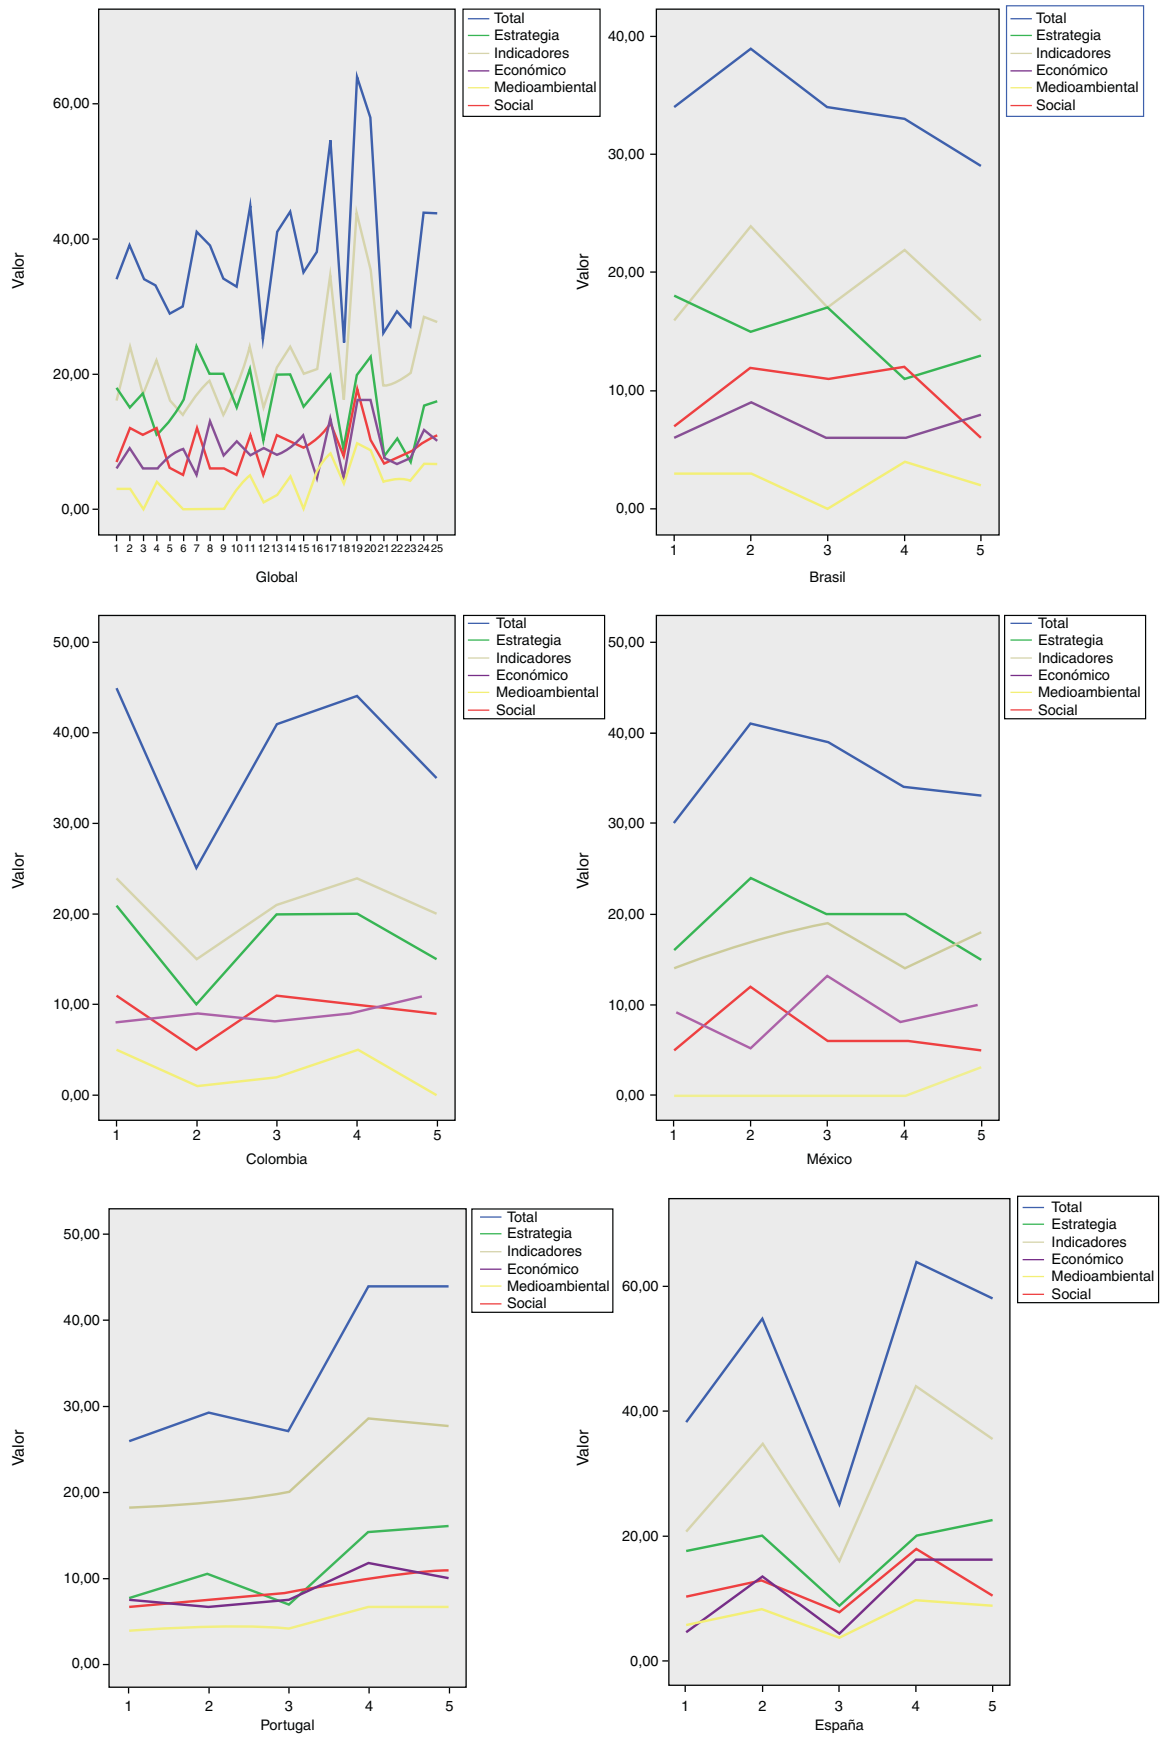 Total
Estrategia
Indicadores
Económico
Medioambiental
Social
60,00
40,00
20,00
0,00
Valor
1 2 3 4 5 6 7 8 9 10 11 12 13 14 15 16 17 18 19 20 21 22 23 24 25
Global
Total
Estrategia
Indicadores
Económico
Medioambiental
Social
40,00
30,00
20,00
10,00
0,00
Valor
1 2 3 4 5
Brasil
Total
Estrategia
Indicadores
Económico
Medioambiental
Social
50,00
40,00
30,00
20,00
10,00
0,00
Valor
1 2 3 4 5
Colombia
Total
Estrategia
Indicadores
Económico
Medioambiental
Social
50,00
40,00
30,00
20,00
10,00
0,00
Valor
1 2 3 4 5
México
Total
Estrategia
Indicadores
Económico
Medioambiental
Social
50,00
40,00
30,00
20,00
10,00
0,00
Valor
1 2 3 4 5
Portugal
Total
Estrategia
Indicadores
Económico
Medioambiental
Social
60,00
40,00
20,00
0,00
Valor
1 2 3 4 5
España